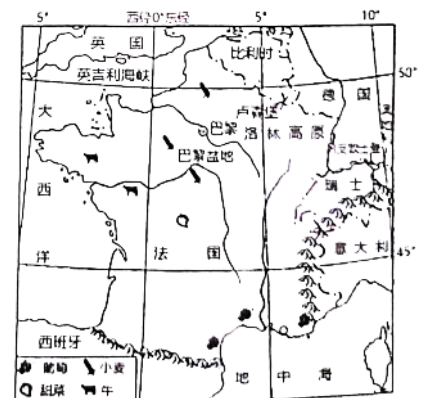 5° 西经0°东经 5° 10°
英国
比利时
英吉利海峡
50°
大西洋
德国
卢森堡
巴黎
洛林高原
巴黎盆地
瑞士
意大利
法国
45°
西班牙
地中海
葡萄 小麦
甜菜 牛